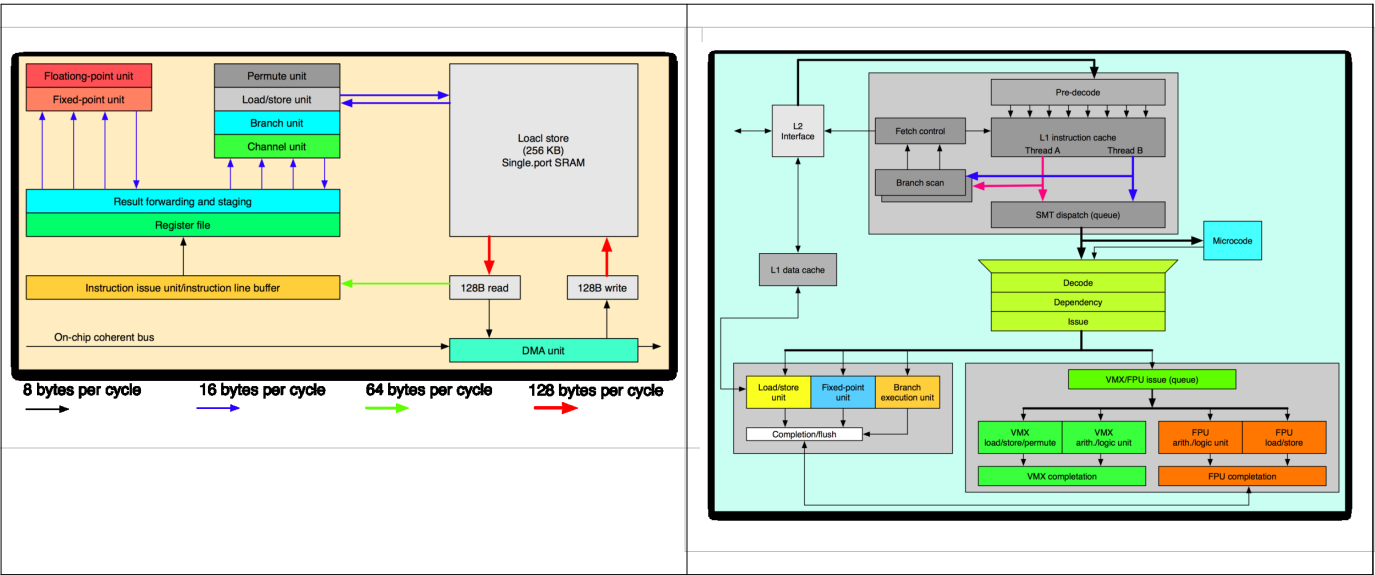 Floationg-point unit
Fixed-point unit
Permute unit
Load/store unit
Branch unit
Channel unit
Loacl store
(256 KB)
Single.port SRAM
Result forwarding and staging
Register file
Instruction issue unit/instruction line buffer
128B read
128B write
On-chip coherent bus
DMA unit
8 bytes per cycle
16 bytes per cycle
64 bytes per cycle
128 bytes per cycle
Pre-decode
L2
Interface
Fetch control
L1 instruction cache
Thread A
Thread B
Branch scan
SMT dispatch (queue)
Microcode
L1 data cache
Decode
Dependency
Issue
Load/store
unit
Fixed-point
unit
Branch
execution unit
Completion/flush
VMX/FPU issue (queue)
VMX
load/store/permute
VMX
arith./logic unit
FPU
arith./logic unit
FPU
load/store
VMX completation
FPU completation